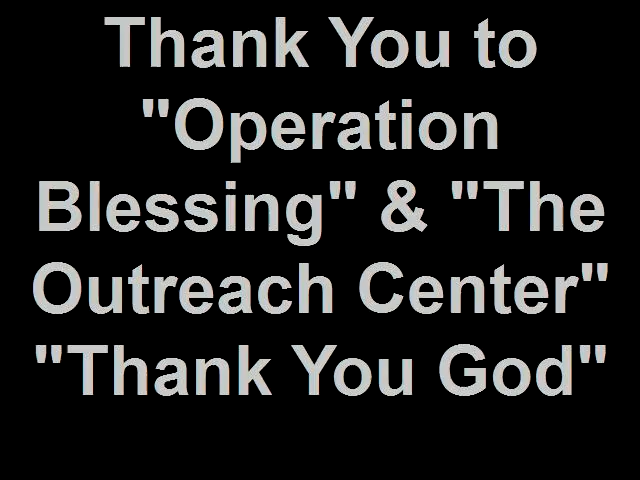 Thank You to
"Operation
Blessing" & "The
Outreach Center"
"Thank You God"